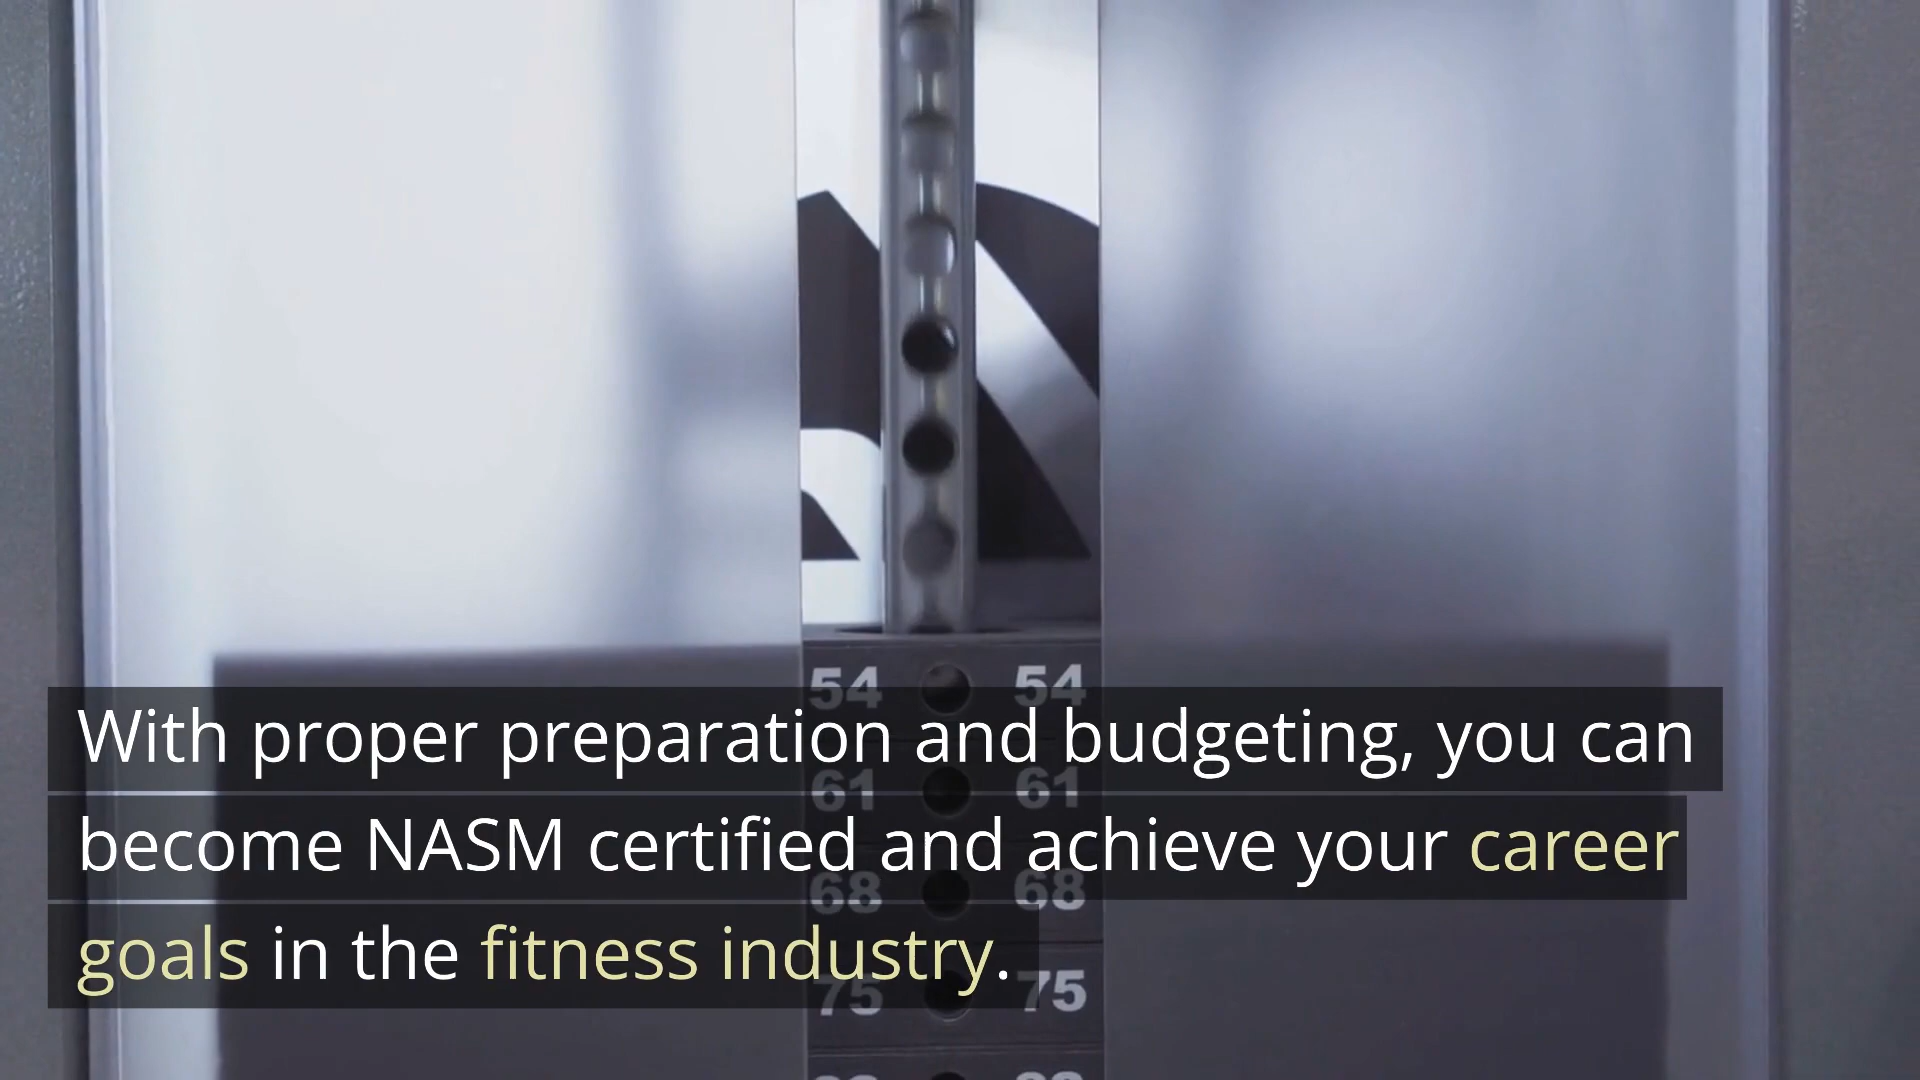 54 54
With proper preparation and budgeting, you can
61 61
become NASM certified and achieve your career
68 68
goals in the fitness industry.
75 75